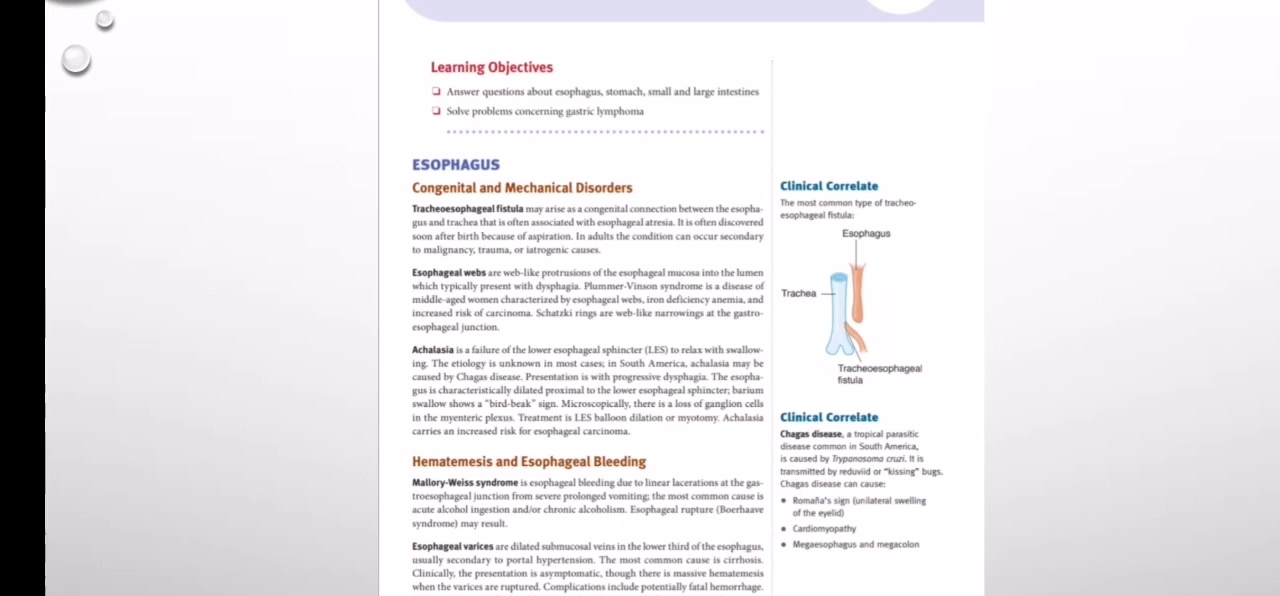 Learning Objectives
❏ Answer questions about esophagus, stomach, small and large intestines
❏ Solve problems concerning gastric lymphoma
ESOPHAGUS
Congenital and Mechanical Disorders
Tracheoesophageal fistula may arise as a congenital connection between the esopha-
gus and trachea that is often associated with esophageal atresia. It is often discovered
soon after birth because of aspiration. In adults the condition can occur secondary
to malignancy, trauma, or iatrogenic causes.
Esophageal webs are web-like protrusions of the esophageal mucosa into the lumen
which typically present with dysphagia. Plummer-Vinson syndrome is a disease of
middle-aged women characterized by esophageal webs, iron deficiency anemia, and
increased risk of carcinoma. Schatzki rings are web-like narrowings at the gastro-
esophageal junction.
Achalasia is a failure of the lower esophageal sphincter (LES) to relax with swallow-
ing. The etiology is unknown in most cases; in South America, achalasia may be
caused by Chagas disease. Presentation is with progressive dysphagia. The esopha-
gus is characteristically dilated proximal to the lower esophageal sphincter; barium
swallow shows a “bird-beak” sign. Microscopically, there is a loss of ganglion cells
in the myenteric plexus. Treatment is LES balloon dilation or myotomy. Achalasia
carries an increased risk for esophageal carcinoma.
Hematemesis and Esophageal Bleeding
Mallory-Weiss syndrome is esophageal bleeding due to linear lacerations at the gas-
troesophageal junction from severe prolonged vomiting; the most common cause is
acute alcohol ingestion and/or chronic alcoholism. Esophageal rupture (Boerhaave
syndrome) may result.
Esophageal varices are dilated submucosal veins in the lower third of the esophagus,
usually secondary to portal hypertension. The most common cause is cirrhosis.
Clinically, the presentation is asymptomatic, though there is massive hematemesis
when the varices are ruptured. Complications include potentially fatal hemorrhage.
Clinical Correlate
The most common type of tracheo-
esophageal fistula:
Esophagus
Trachea
Tracheoesophageal
fistula
Clinical Correlate
Chagas disease, a tropical parasitic
disease common in South America,
is caused by Trypanosoma cruzi. It is
transmitted by reduviid or “kissing” bugs.
Chagas disease can cause:
• Romaña's sign (unilateral swelling
of the eyelid)
• Cardiomyopathy
• Megaesophagus and megacolon